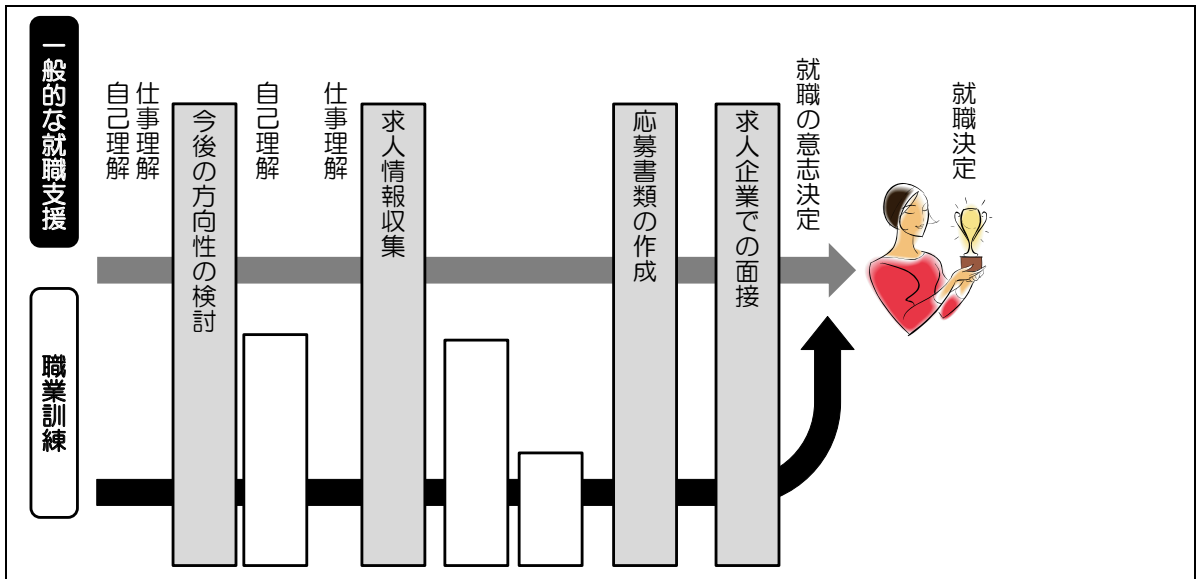 一般的な就職支援
職業訓練
自己理解
仕事理解
今後の方向性の検討
自己理解
仕事理解
求人情報収集
応募書類の作成
求人企業での面接
就職の意志決定
就職決定